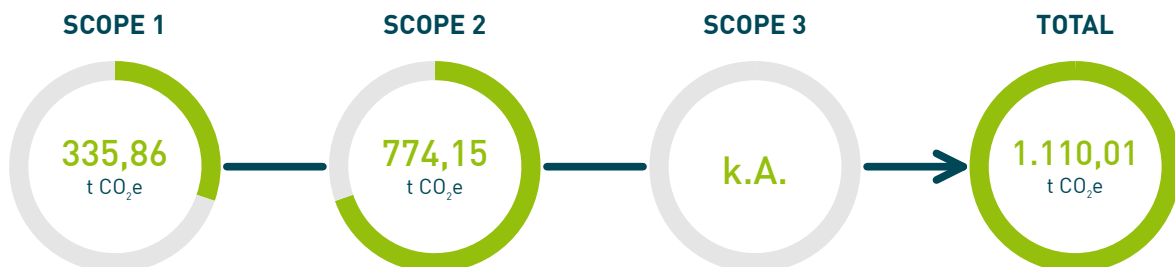 SCOPE 1
335,86
t CO₂e
SCOPE 2
774,15
t CO₂e
SCOPE 3
k.A.
TOTAL
1.110,01
t CO₂e